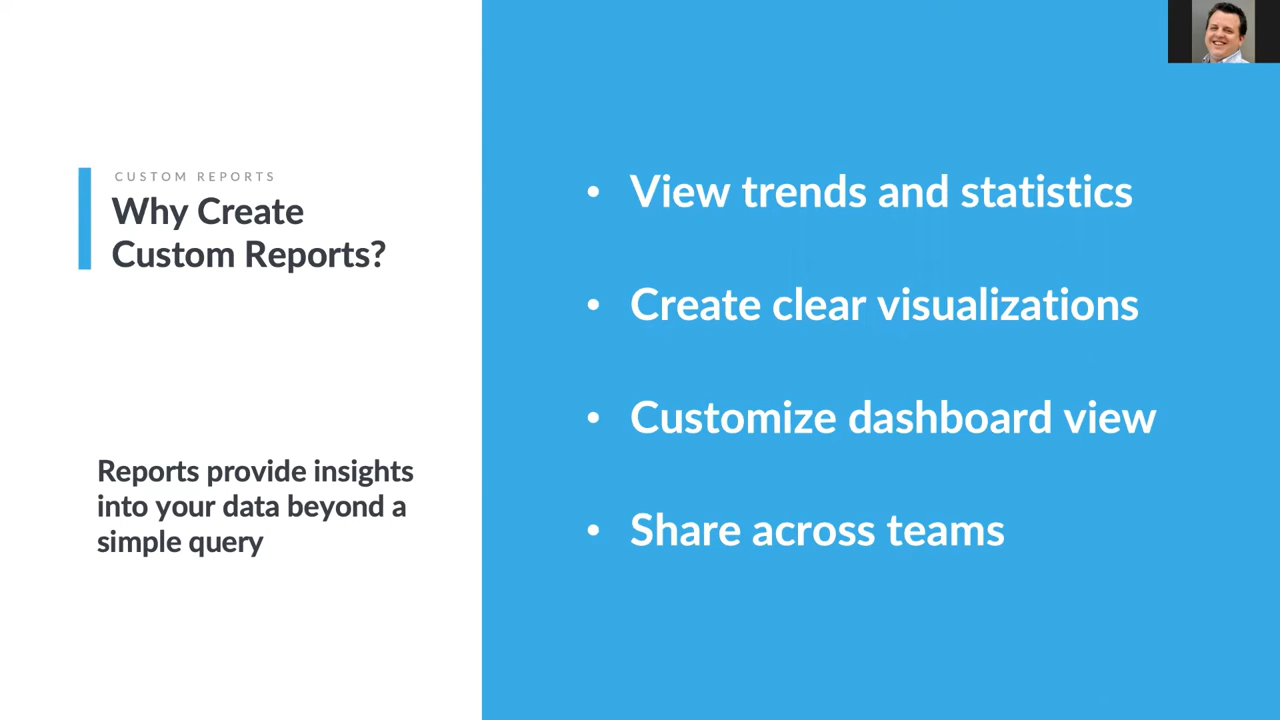 CUSTOM REPORTS
Why Create
Custom Reports?
Reports provide insights
into your data beyond a
simple query
• View trends and statistics
• Create clear visualizations
• Customize dashboard view
• Share across teams